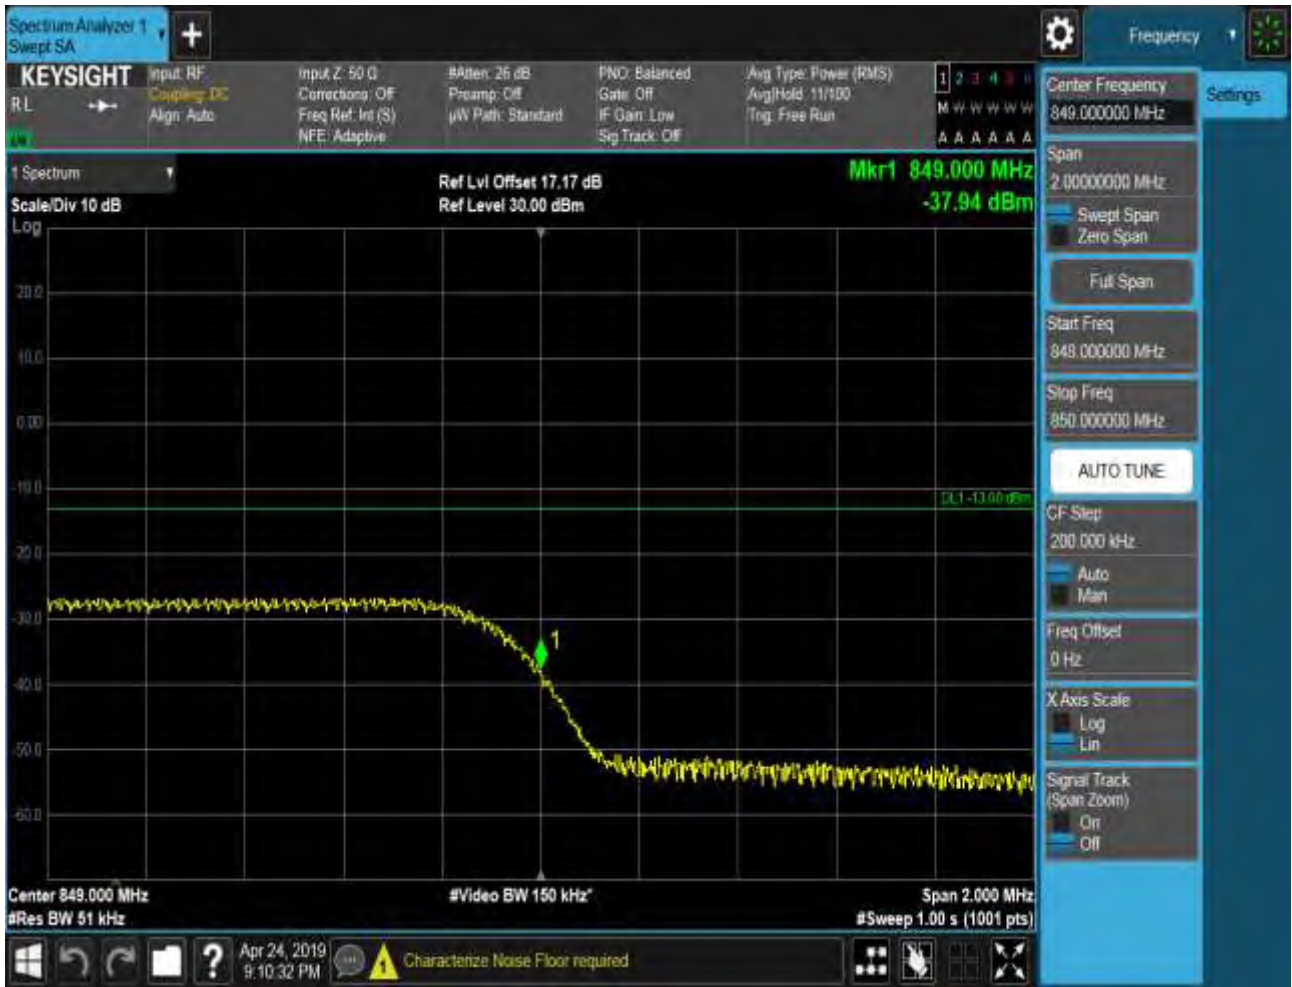 Spectrum Analyzer 1
Swept SA
+
Frequency
KEYSIGHT
RL
Input: RF
Coupling: DC
Align: Auto
Input Z: 50 Ω
Corrections: Off
Freq Ref: Int (S)
NFE: Adaptive
#Atten: 26 dB
Preamp: Off
µW Path: Standard
PNO: Balanced
Gate: Off
IF Gain: Low
Sig Track: Off
Avg Type: Power (RMS)
Avg|Hold: 11/100
Trig: Free Run
1 2 3 4 5 6
M W W W W W
A A A A A A
1 Spectrum
Scale/Div 10 dB
Log
Ref Lvl Offset 17.17 dB
Ref Level 30.00 dBm
Mkr1 849.000 MHz
-37.94 dBm
20.0
10.0
0.00
-10.0
DL1 -13.00 dBm
-20.0
-30.0
1
-40.0
-50.0
-60.0
Center 849.000 MHz
#Video BW 150 kHz*
Span 2.000 MHz
#Res BW 51 kHz
#Sweep 1.00 s (1001 pts)
Apr 24, 2019
9:10:32 PM
Characterize Noise Floor required
Center Frequency
849.000000 MHz
Settings
Span
2.00000000 MHz
Swept Span
Zero Span
Full Span
Start Freq
848.000000 MHz
Stop Freq
850.000000 MHz
AUTO TUNE
CF Step
200.000 kHz
Auto
Man
Freq Offset
0 Hz
X Axis Scale
Log
Lin
Signal Track
(Span Zoom)
On
Off